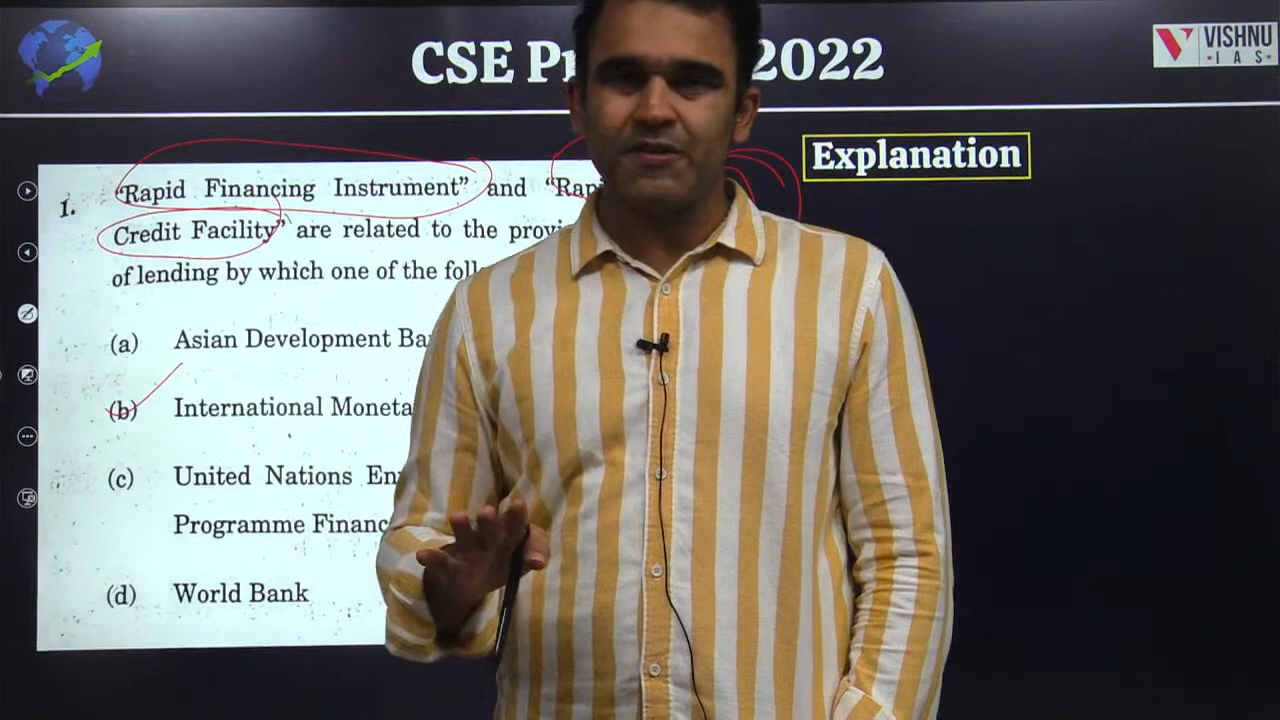 CSE Pr 2022
VISHNU
IAS
Explanation
1. "Rapid Financing Instrument" and "Rap
Credit Facility" are related to the provi
of lending by which one of the foll
(a) Asian Development Ba
(b) International Moneta
(c) United Nations En
Programme Financ
(d) World Bank